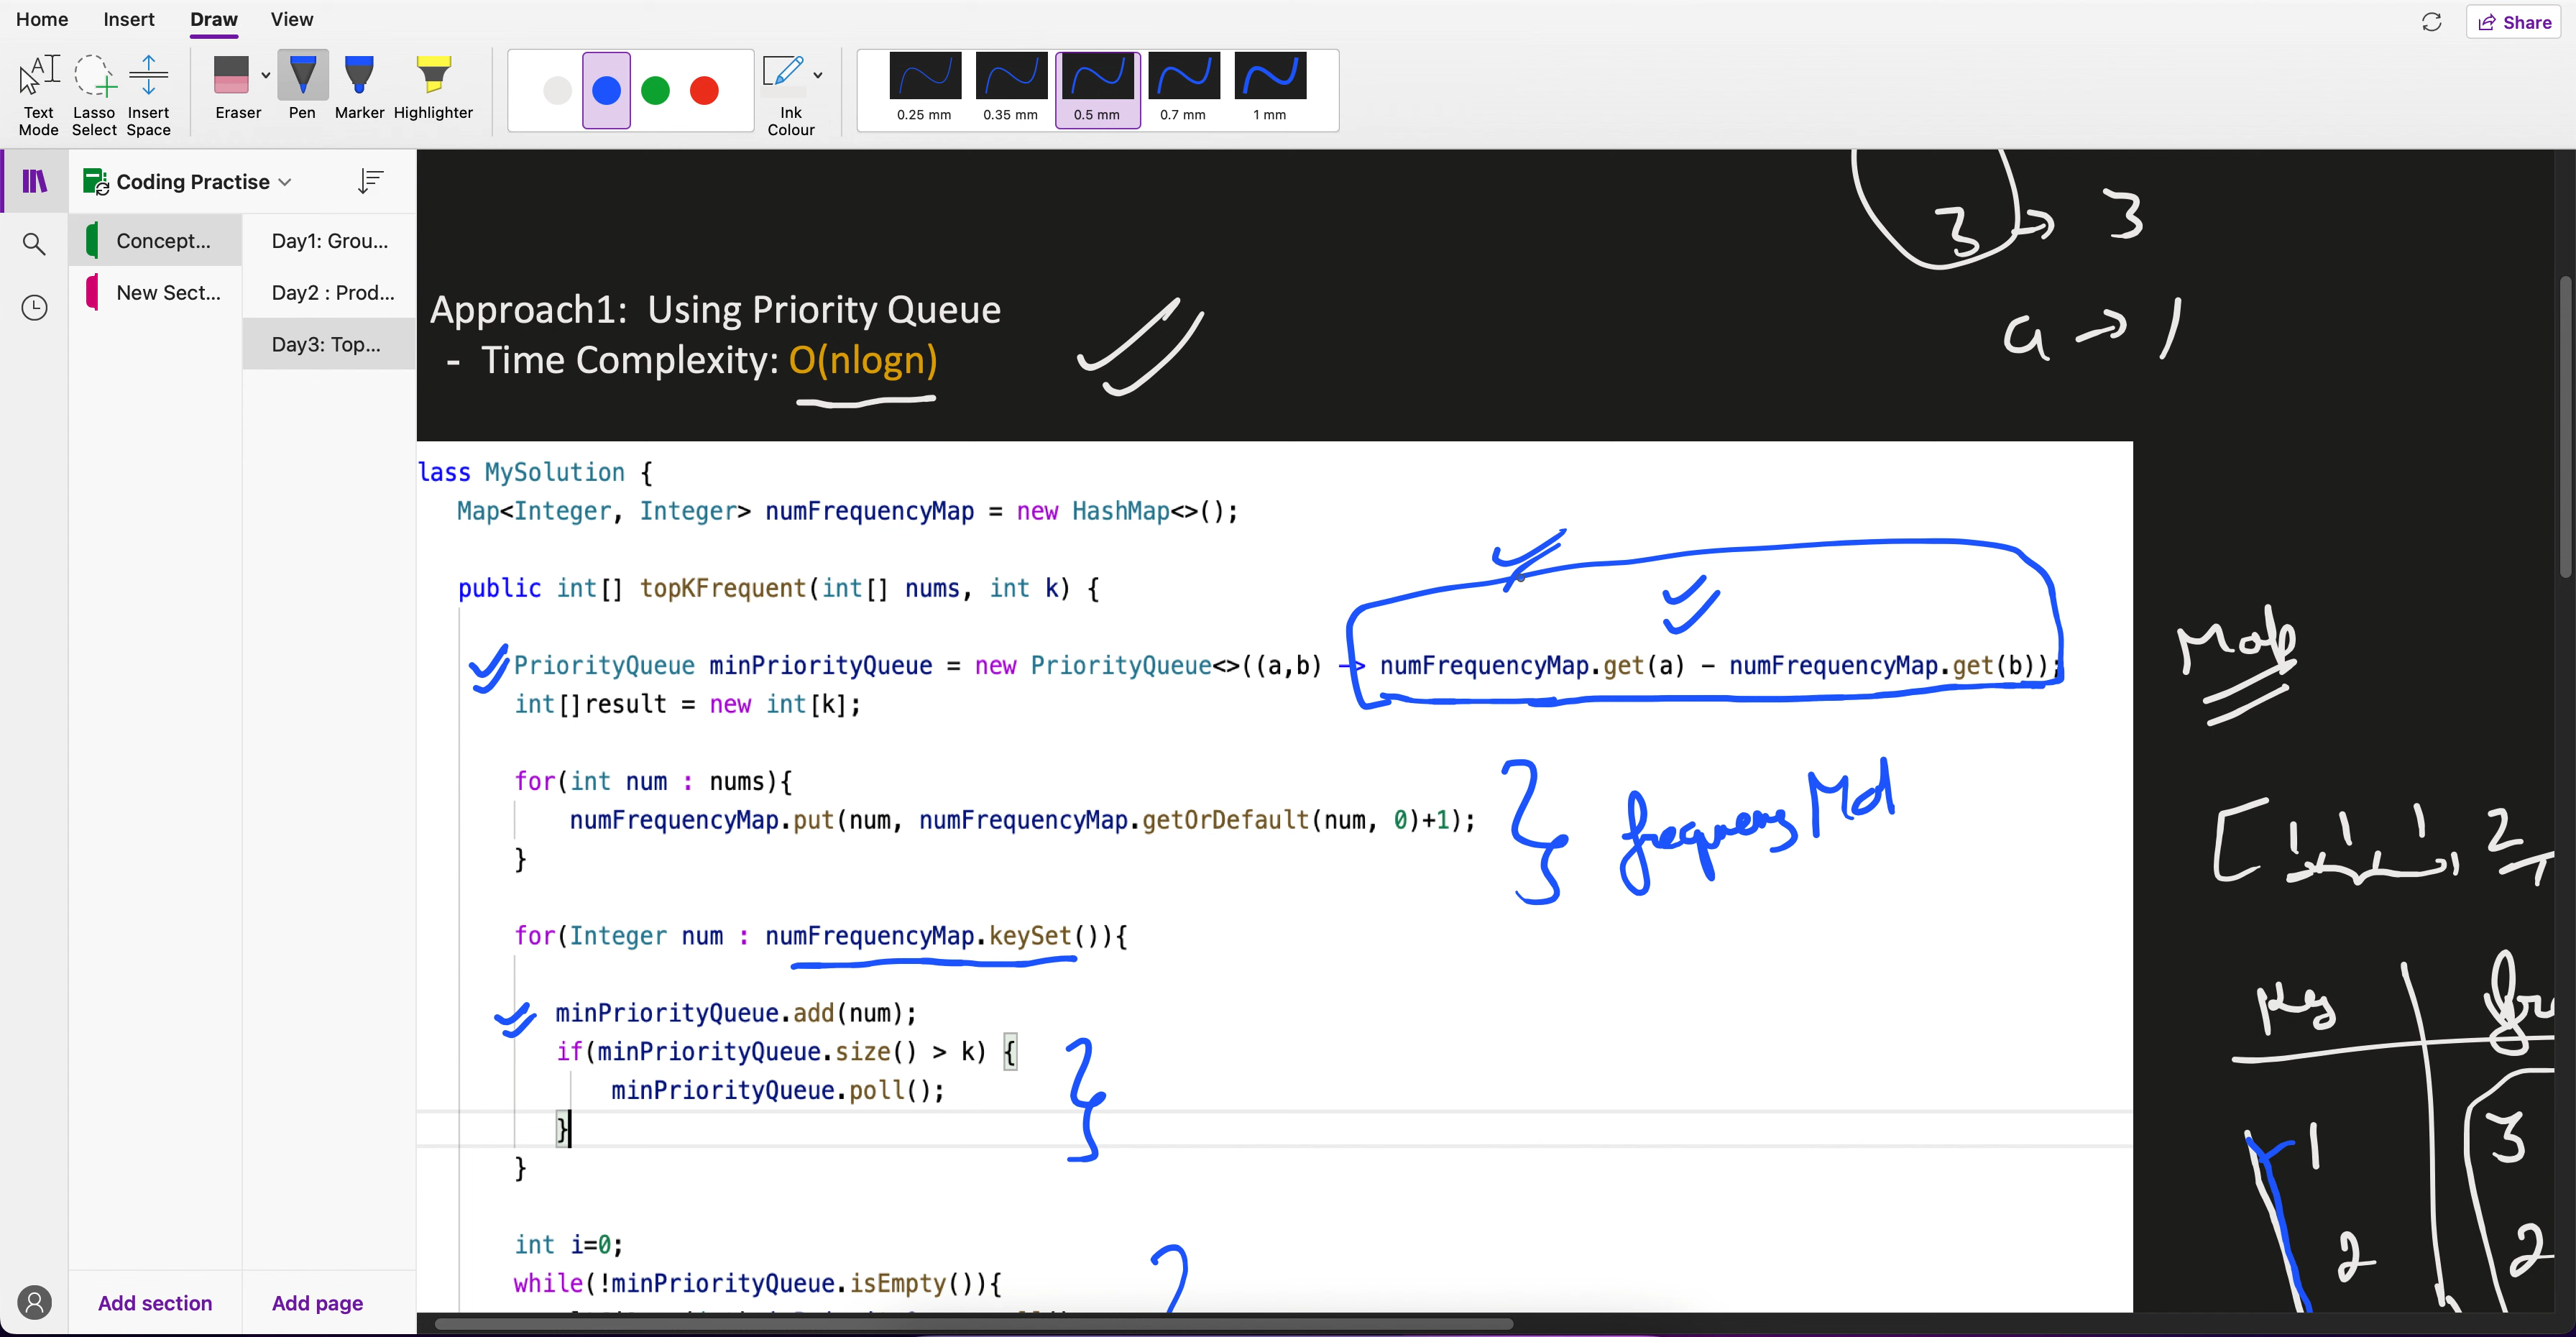 Home Insert Draw View
Share
Text Mode
Lasso Select
Insert Space
Eraser
Pen
Marker
Highlighter
Ink Colour
0.25 mm
0.35 mm
0.5 mm
0.7 mm
1 mm
Coding Practise
Concept...
New Sect...
Day1: Grou...
Day2 : Prod...
Day3: Top...
Add section
Add page
3 → 3
a → 1
Approach1: Using Priority Queue
- Time Complexity: O(nlogn)
lass MySolution {
Map<Integer, Integer> numFrequencyMap = new HashMap<>();
public int[] topKFrequent(int[] nums, int k) {
PriorityQueue minPriorityQueue = new PriorityQueue<>((a,b) -> numFrequencyMap.get(a) - numFrequencyMap.get(b));
int[]result = new int[k];
for(int num : nums){
numFrequencyMap.put(num, numFrequencyMap.getOrDefault(num, 0)+1);
}
for(Integer num : numFrequencyMap.keySet()){
minPriorityQueue.add(num);
if(minPriorityQueue.size() > k) {
minPriorityQueue.poll();
}
}
int i=0;
while(!minPriorityQueue.isEmpty()){
Map
[1 1 1, 2
Key fr
1 3
2 2